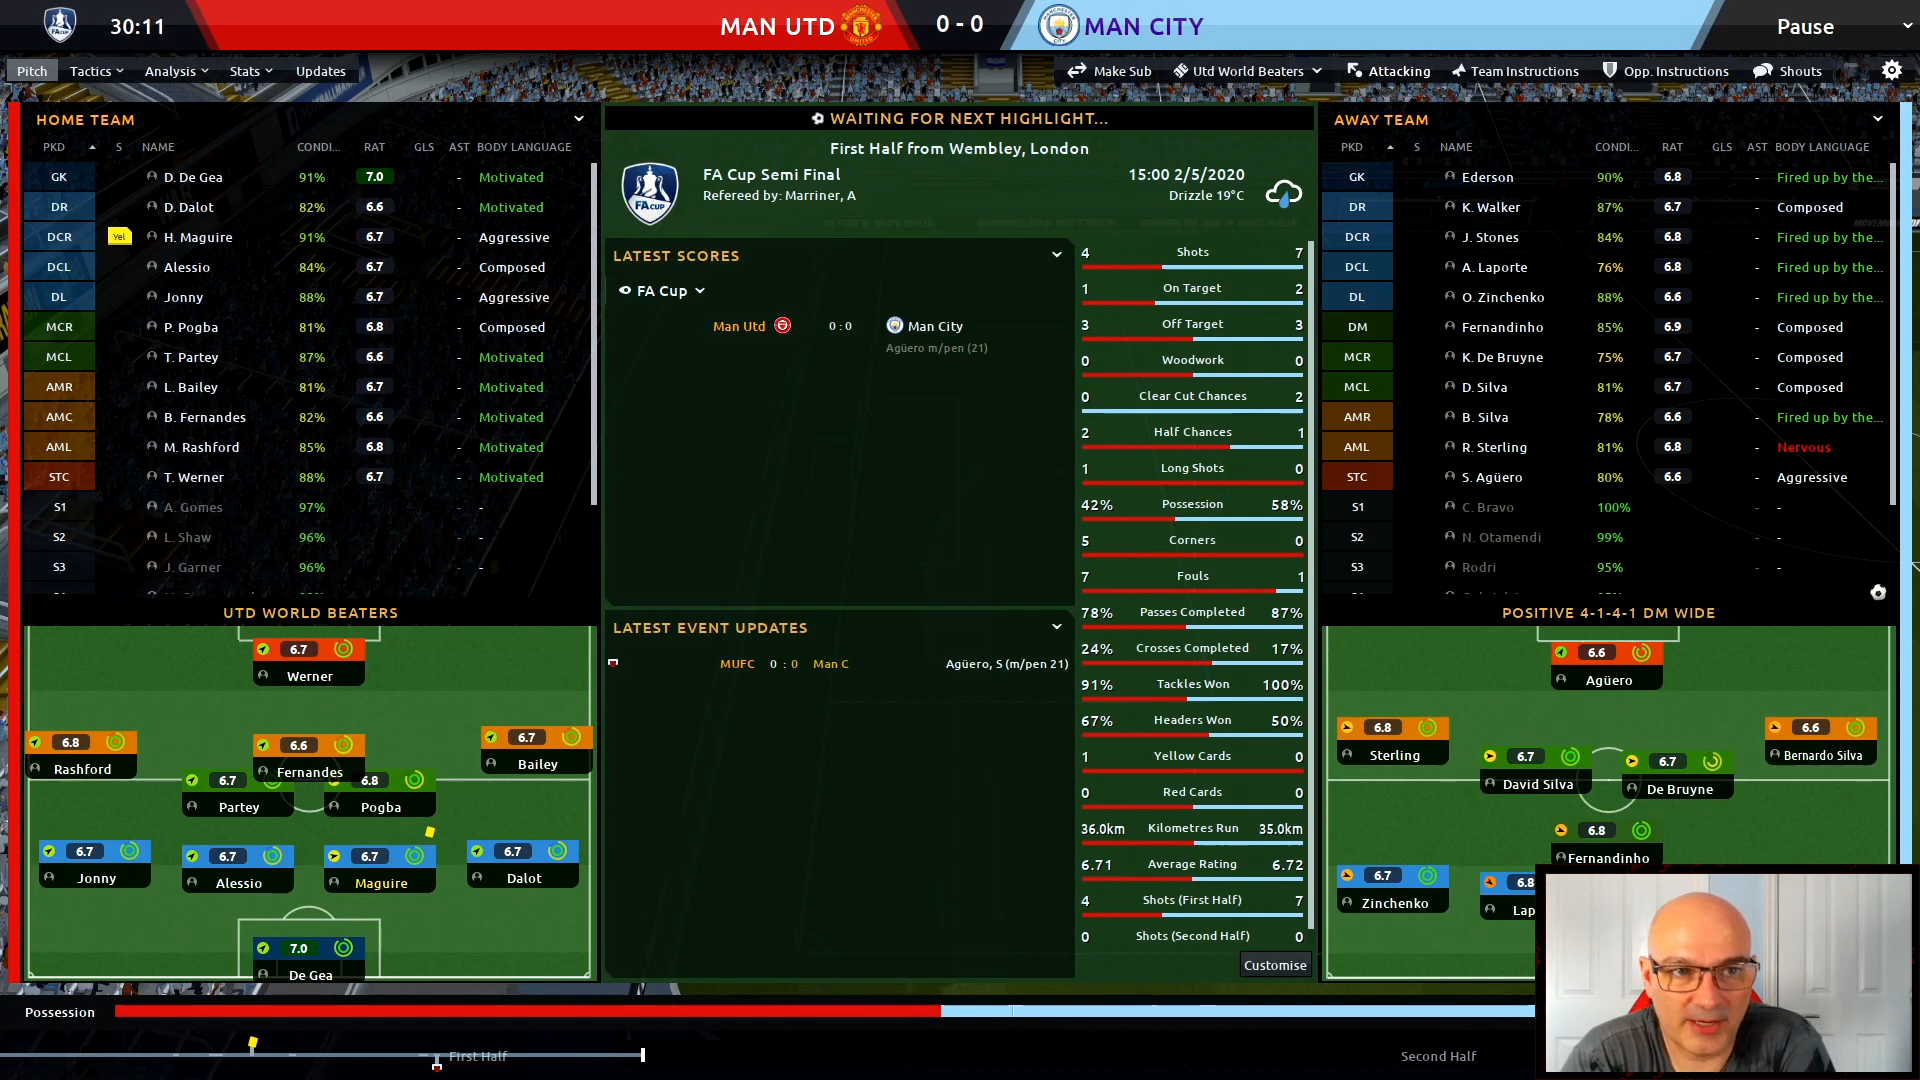 30:11
MAN UTD
0 - 0
MAN CITY
Pause
Pitch
Tactics
Analysis
Stats
Updates
Make Sub
Utd World Beaters
Attacking
Team Instructions
Opp. Instructions
Shouts
HOME TEAM
PKD S NAME CONDI... RAT GLS AST BODY LANGUAGE
GK D. De Gea 91% 7.0 - Motivated
DR D. Dalot 82% 6.6 - Motivated
DCR Yel H. Maguire 91% 6.7 - Aggressive
DCL Alessio 84% 6.7 - Composed
DL Jonny 88% 6.7 - Aggressive
MCR P. Pogba 81% 6.8 - Composed
MCL T. Partey 87% 6.6 - Motivated
AMR L. Bailey 81% 6.7 - Motivated
AMC B. Fernandes 82% 6.6 - Motivated
AML M. Rashford 85% 6.8 - Motivated
STC T. Werner 88% 6.7 - Motivated
S1 A. Gomes 97% - -
S2 L. Shaw 96% - -
S3 J. Garner 96% - -
UTD WORLD BEATERS
6.7
Werner
6.8
Rashford
6.6
Fernandes
6.7
Bailey
6.7
Partey
6.8
Pogba
6.7
Jonny
6.7
Alessio
6.7
Maguire
6.7
Dalot
7.0
De Gea
WAITING FOR NEXT HIGHLIGHT...
First Half from Wembley, London
FA CUP
FA Cup Semi Final
Refereed by: Marriner, A
15:00 2/5/2020
Drizzle 19°C
LATEST SCORES
FA Cup
Man Utd 0 : 0 Man City
Agüero m/pen (21)
LATEST EVENT UPDATES
MUFC 0 : 0 Man C Agüero, S (m/pen 21)
4 Shots 7
1 On Target 2
3 Off Target 3
0 Woodwork 0
0 Clear Cut Chances 2
2 Half Chances 1
1 Long Shots 0
42% Possession 58%
5 Corners 0
7 Fouls 1
78% Passes Completed 87%
24% Crosses Completed 17%
91% Tackles Won 100%
67% Headers Won 50%
1 Yellow Cards 0
0 Red Cards 0
36.0km Kilometres Run 35.0km
6.71 Average Rating 6.72
4 Shots (First Half) 7
0 Shots (Second Half) 0
Customise
AWAY TEAM
PKD S NAME CONDI... RAT GLS AST BODY LANGUAGE
GK Ederson 90% 6.8 - Fired up by the...
DR K. Walker 87% 6.7 - Composed
DCR J. Stones 84% 6.8 - Fired up by the...
DCL A. Laporte 76% 6.8 - Fired up by the...
DL O. Zinchenko 88% 6.6 - Fired up by the...
DM Fernandinho 85% 6.9 - Composed
MCR K. De Bruyne 75% 6.7 - Composed
MCL D. Silva 81% 6.7 - Composed
AMR B. Silva 78% 6.6 - Fired up by the...
AML R. Sterling 81% 6.8 - Nervous
STC S. Agüero 80% 6.6 - Aggressive
S1 C. Bravo 100% - -
S2 N. Otamendi 99% - -
S3 Rodri 95% - -
POSITIVE 4-1-4-1 DM WIDE
6.6
Agüero
6.8
Sterling
6.7
David Silva
6.7
De Bruyne
6.6
Bernardo Silva
6.8
Fernandinho
6.7
Zinchenko
6.8
Lap
Possession
First Half
Second Half